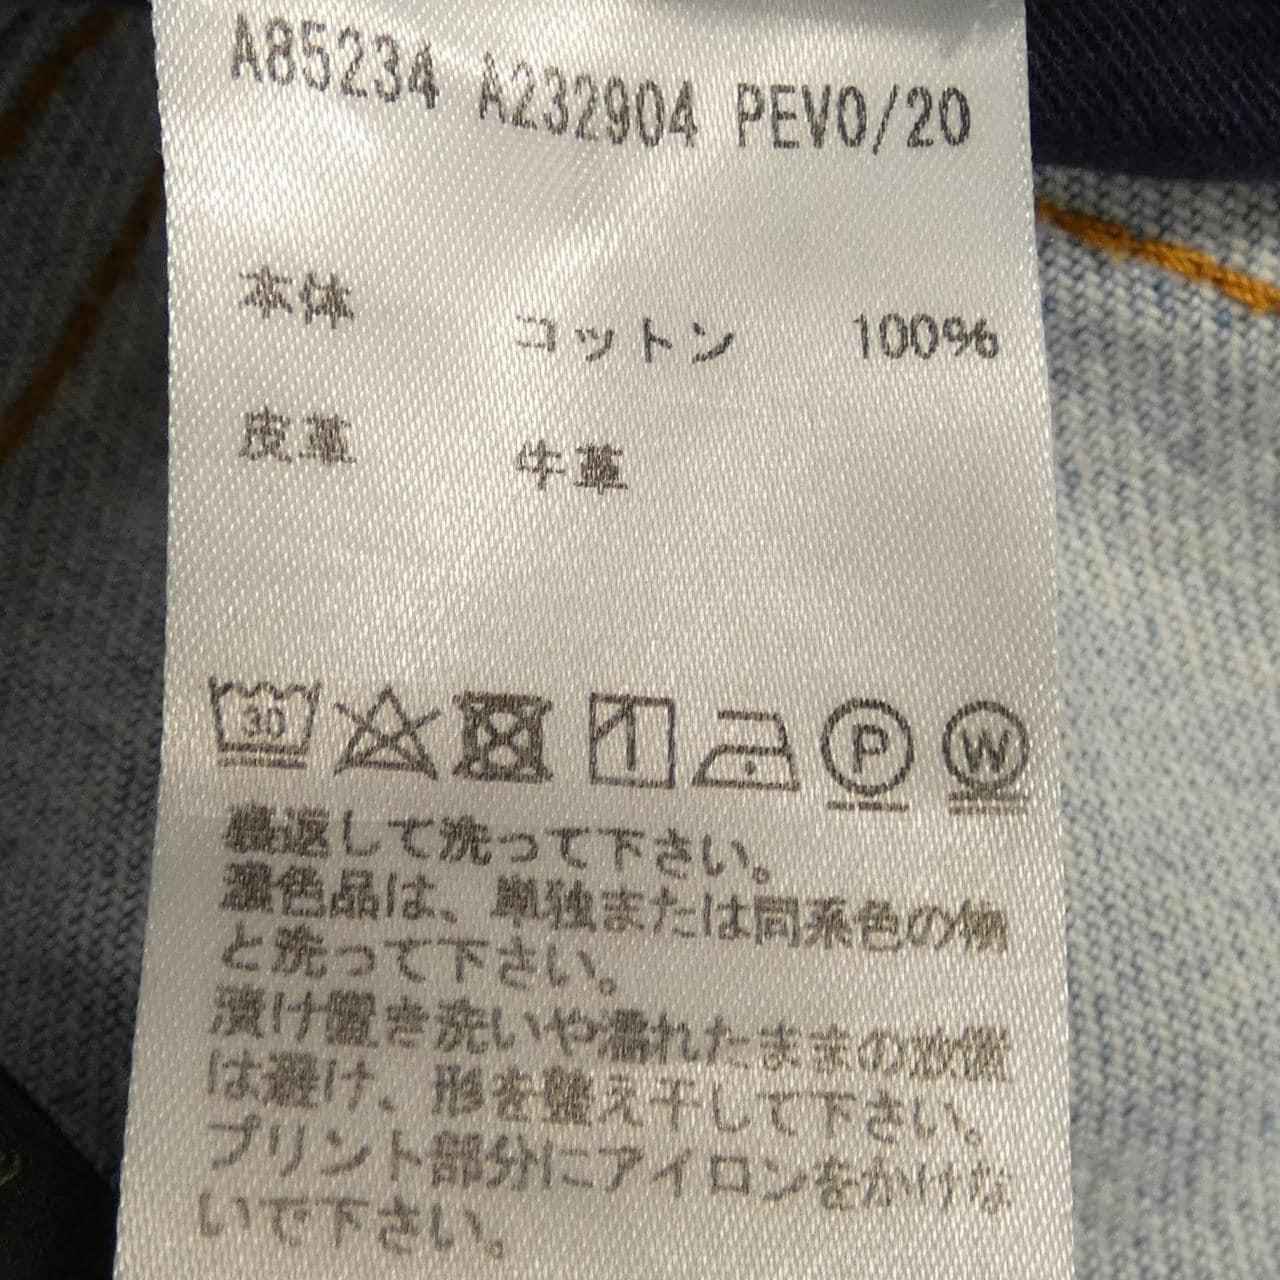 A85234 A232904 PEV0/20
本体 コットン 100%
皮革 牛革
30 P W
裏返して洗って下さい。
濃色品は、単独または同系色の物
と洗って下さい。
漬け置き洗いや濡れたままの放置
は避け、形を整え干して下さい。
プリント部分にアイロンをかけな
いで下さい。